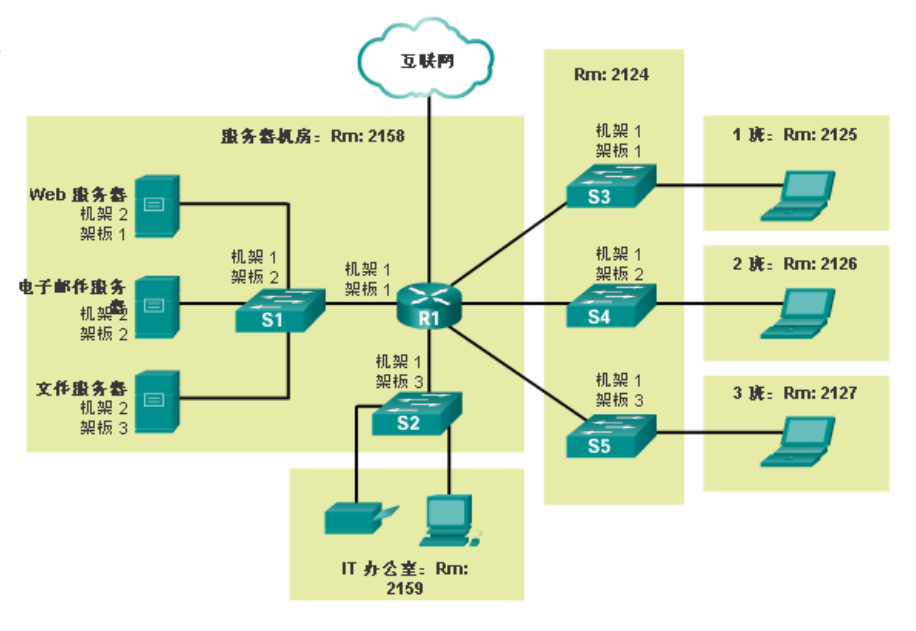 互联网
Rm: 2124
服务器机房：Rm: 2158
机架 1
架板 1
S3
1 班：Rm: 2125
Web 服务器
机架 2
架板 1
机架 1
架板 2
S1
机架 1
架板 1
R1
机架 1
架板 2
S4
2 班：Rm: 2126
电子邮件服务
器
机架 2
架板 2
文件服务器
机架 2
架板 3
机架 1
架板 3
S2
机架 1
架板 3
S5
3 班：Rm: 2127
IT 办公室：Rm:
2159